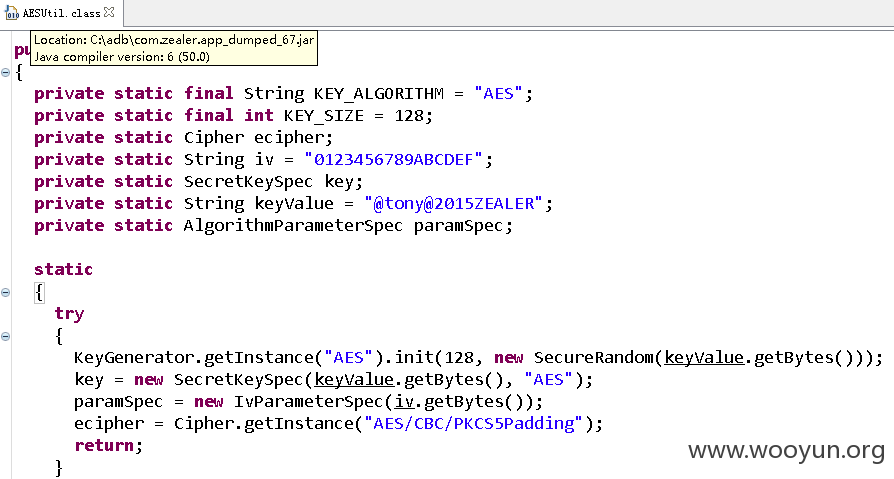 AESUtil.class
Location: C:\adb\com.zealer.app_dumped_67.jar
Java compiler version: 6 (50.0)
pu
{
private static final String KEY_ALGORITHM = "AES";
private static final int KEY_SIZE = 128;
private static Cipher ecipher;
private static String iv = "0123456789ABCDEF";
private static SecretKeySpec key;
private static String keyValue = "@tony@2015ZEALER";
private static AlgorithmParameterSpec paramSpec;
static
{
try
{
KeyGenerator.getInstance("AES").init(128, new SecureRandom(keyValue.getBytes()));
key = new SecretKeySpec(keyValue.getBytes(), "AES");
paramSpec = new IvParameterSpec(iv.getBytes());
ecipher = Cipher.getInstance("AES/CBC/PKCS5Padding");
return;
}
www.wooyun.org